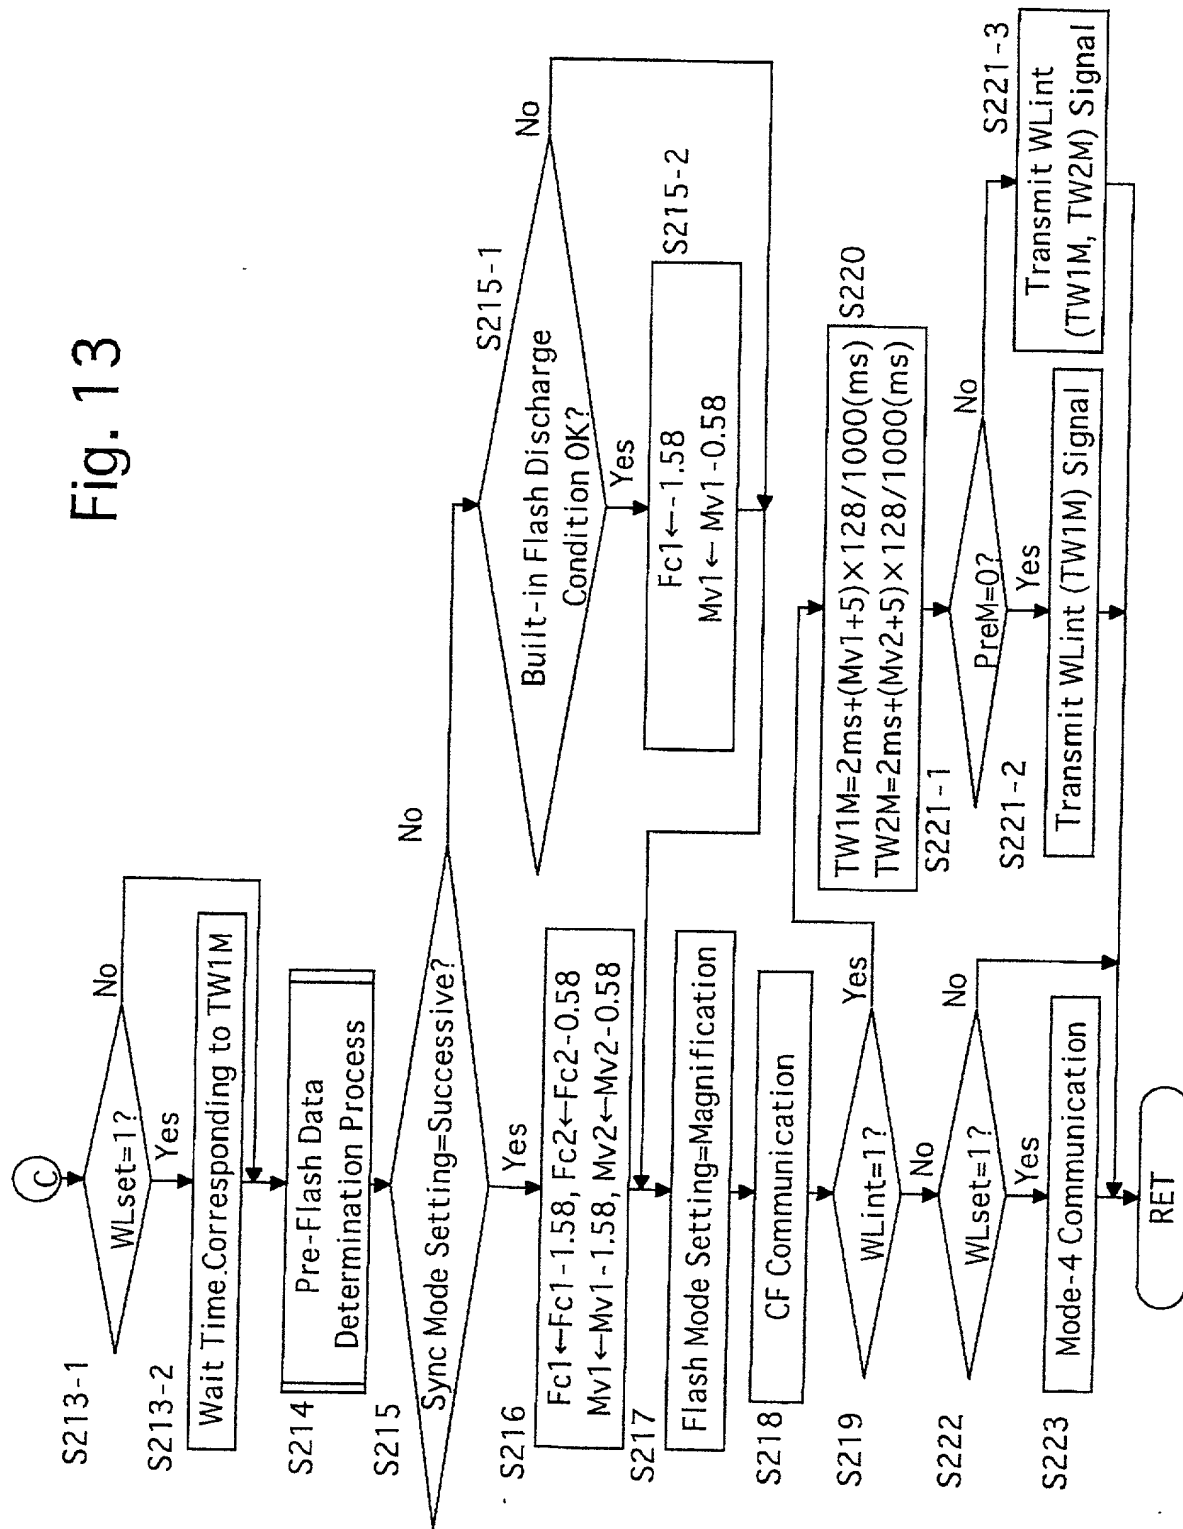 Fig. 13
C
S213-1
WLset=1?
No
Yes
S213-2
Wait Time.Corresponding to TW1M
S214
Pre-Flash Data
Determination Process
S215
Sync Mode Setting=Successive?
No
Yes
S215-1
Built-in Flash Discharge
Condition OK?
No
Yes
S215-2
Fc1←-1.58
Mv1← Mv1-0.58
S216
Fc1←Fc1-1.58, Fc2←Fc2-0.58
Mv1←Mv1-1.58, Mv2←Mv2-0.58
S217
Flash Mode Setting=Magnification
S218
CF Communication
S219
WLint=1?
Yes
No
S220
TW1M=2ms+(Mv1+5)×128/1000(ms)
TW2M=2ms+(Mv2+5)×128/1000(ms)
S221-1
PreM=0?
No
Yes
S221-2
Transmit WLint (TW1M) Signal
S221-3
Transmit WLint
(TW1M, TW2M) Signal
S222
WLset=1?
No
Yes
S223
Mode-4 Communication
RET